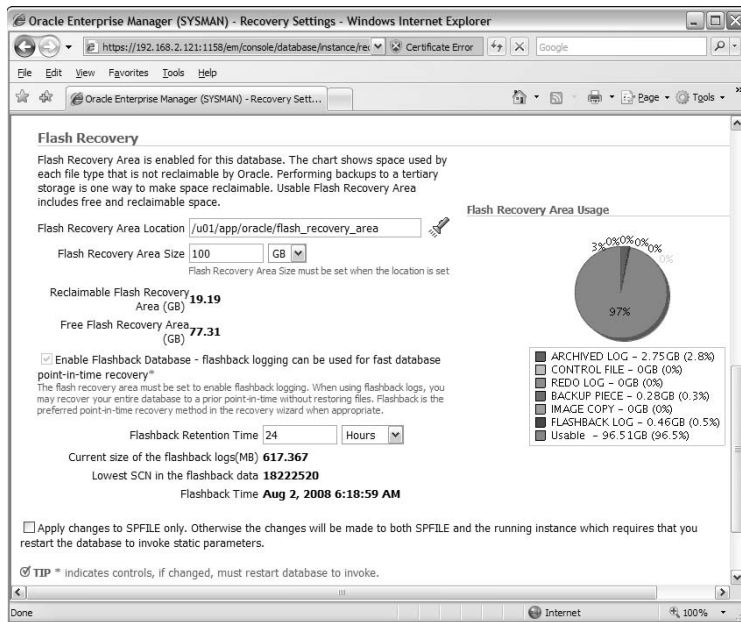 Oracle Enterprise Manager (SYSMAN) - Recovery Settings - Windows Internet Explorer
https://192.168.2.121:1158/em/console/database/instance/rec
Certificate Error
Google
File Edit View Favorites Tools Help
Oracle Enterprise Manager (SYSMAN) - Recovery Sett...
Page
Tools
Flash Recovery
Flash Recovery Area is enabled for this database. The chart shows space used by
each file type that is not reclaimable by Oracle. Performing backups to a tertiary
storage is one way to make space reclaimable. Usable Flash Recovery Area
includes free and reclaimable space.
Flash Recovery Area Location /u01/app/oracle/flash_recovery_area
Flash Recovery Area Size 100 GB
Flash Recovery Area Size must be set when the location is set
Reclaimable Flash Recovery
Area (GB) 19.19
Free Flash Recovery Area
(GB) 77.31
Enable Flashback Database - flashback logging can be used for fast database
point-in-time recovery*
The flash recovery area must be set to enable flashback logging. When using flashback logs, you
may recover your entire database to a prior point-in-time without restoring files. Flashback is the
preferred point-in-time recovery method in the recovery wizard when appropriate.
Flashback Retention Time 24 Hours
Current size of the flashback logs(MB) 617.367
Lowest SCN in the flashback data 18222520
Flashback Time Aug 2, 2008 6:18:59 AM
Flash Recovery Area Usage
3% 0% 0% 0% 0% 0%
97%
ARCHIVED LOG - 2.75GB (2.8%)
CONTROL FILE - 0GB (0%)
REDO LOG - 0GB (0%)
BACKUP PIECE - 0.28GB (0.3%)
IMAGE COPY - 0GB (0%)
FLASHBACK LOG - 0.46GB (0.5%)
Usable - 96.51GB (96.5%)
Apply changes to SPFILE only. Otherwise the changes will be made to both SPFILE and the running instance which requires that you
restart the database to invoke static parameters.
TIP * indicates controls, if changed, must restart database to invoke.
Done
Internet
100%